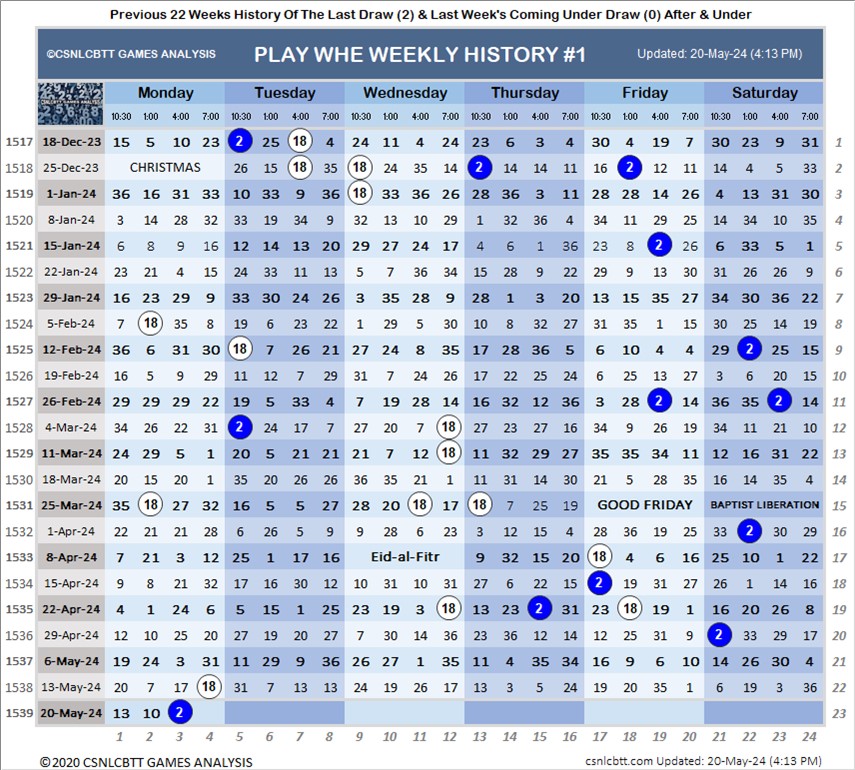 Previous 22 Weeks History Of The Last Draw (2) & Last Week's Coming Under Draw (0) After & Under
©CSNLCBTT GAMES ANALYSIS PLAY WHE WEEKLY HISTORY #1 Updated: 20-May-24 (4:13 PM)
Monday Tuesday Wednesday Thursday Friday Saturday
10:30 1:00 4:00 7:00 10:30 1:00 4:00 7:00 10:30 1:00 4:00 7:00 10:30 1:00 4:00 7:00 10:30 1:00 4:00 7:00 10:30 1:00 4:00 7:00
1517 18-Dec-23 15 5 10 23 2 25 18 4 24 11 4 24 23 6 3 4 30 4 19 7 30 23 9 31 1
1518 25-Dec-23 CHRISTMAS 26 15 18 35 18 24 35 14 2 14 14 11 16 2 12 11 14 4 5 33 2
1519 1-Jan-24 36 16 31 33 10 33 9 36 18 33 36 26 28 36 3 11 28 28 14 26 4 13 31 30 3
1520 8-Jan-24 3 14 28 32 33 19 34 9 32 13 10 29 1 32 36 4 34 11 29 25 14 34 10 35 4
1521 15-Jan-24 6 8 9 16 12 14 13 20 29 27 24 17 4 6 1 36 23 8 2 26 6 33 5 1 5
1522 22-Jan-24 23 21 4 15 24 33 11 13 5 7 36 34 15 28 9 22 29 9 13 30 31 26 26 9 6
1523 29-Jan-24 16 23 29 9 33 30 24 26 3 35 28 9 28 1 3 20 13 15 35 27 34 30 36 22 7
1524 5-Feb-24 7 18 35 8 19 6 23 22 1 29 5 30 10 8 32 27 31 35 1 15 30 25 14 19 8
1525 12-Feb-24 36 6 31 30 18 7 26 21 27 24 8 35 17 28 36 5 6 10 4 4 29 2 25 15 9
1526 19-Feb-24 16 5 9 29 11 12 7 29 31 7 24 26 17 22 25 24 6 25 13 27 3 6 20 15 10
1527 26-Feb-24 29 29 29 22 19 5 33 4 7 19 28 14 16 32 12 36 3 28 2 14 36 35 2 14 11
1528 4-Mar-24 34 26 22 31 2 24 17 7 27 20 7 18 27 23 27 16 34 9 26 19 34 11 21 10 12
1529 11-Mar-24 24 29 5 1 20 5 21 21 21 7 12 18 11 32 29 27 35 35 34 11 12 16 31 22 13
1530 18-Mar-24 20 15 20 1 35 20 26 26 36 35 21 1 11 31 14 30 21 5 20 35 16 14 35 4 14
1531 25-Mar-24 35 18 27 32 16 5 5 27 28 20 18 17 18 7 25 19 GOOD FRIDAY BAPTIST LIBERATION 15
1532 1-Apr-24 22 21 21 28 6 26 5 9 9 28 6 23 1 12 15 4 28 36 19 25 33 2 30 29 16
1533 8-Apr-24 7 21 3 12 25 1 17 16 Eid-al-Fitr 9 32 15 20 18 4 6 16 25 10 1 22 17
1534 15-Apr-24 9 8 21 32 17 16 30 12 10 31 10 31 27 6 22 15 2 19 31 27 26 1 14 16 18
1535 22-Apr-24 4 1 24 6 5 15 1 25 23 19 3 18 13 23 2 31 23 18 19 1 16 20 26 8 19
1536 29-Apr-24 12 10 25 20 27 19 20 27 7 30 14 36 23 36 12 14 12 25 31 9 2 33 29 17 20
1537 6-May-24 19 24 3 31 11 29 9 36 26 27 1 35 11 4 35 34 16 9 6 10 14 26 30 4 21
1538 13-May-24 20 7 17 18 31 7 13 13 24 19 26 17 13 3 5 24 19 20 35 1 6 19 3 36 22
1539 20-May-24 13 10 2 23
1 2 3 4 5 6 7 8 9 10 11 12 13 14 15 16 17 18 19 20 21 22 23 24
©2020 CSNLCBTT GAMES ANALYSIS csnlcbtt.com Updated: 20-May-24 (4:13 PM)